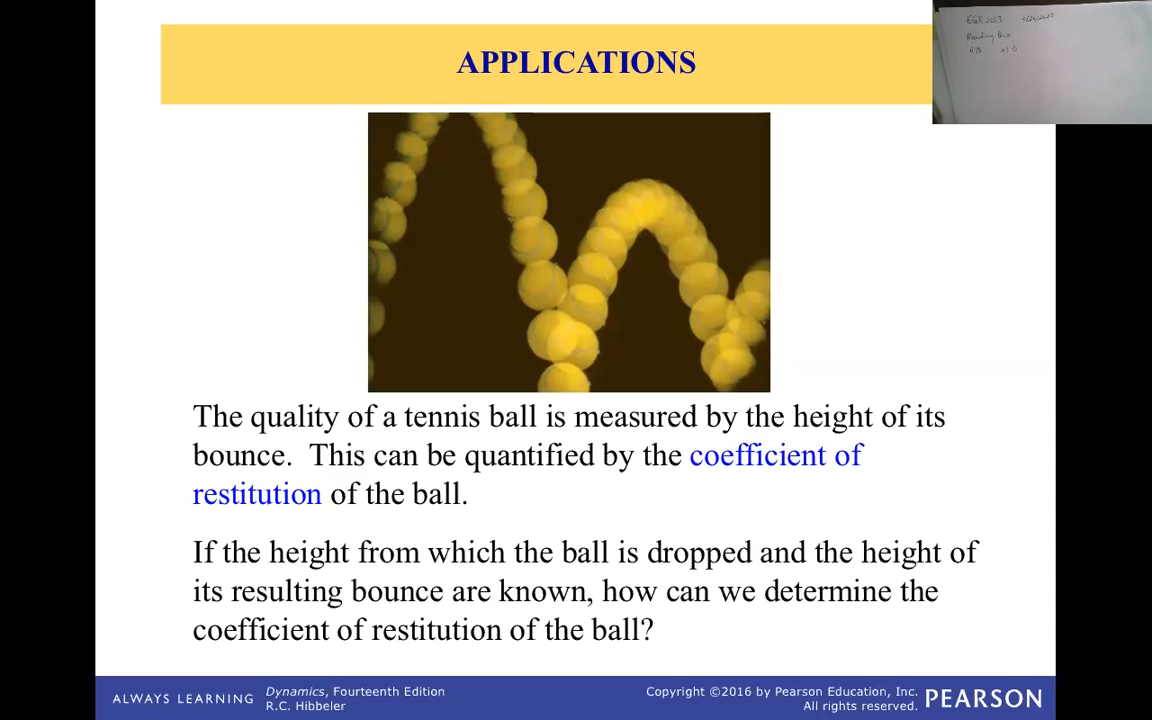 APPLICATIONS
The quality of a tennis ball is measured by the height of its
bounce. This can be quantified by the coefficient of
restitution of the ball.
If the height from which the ball is dropped and the height of
its resulting bounce are known, how can we determine the
coefficient of restitution of the ball?
ALWAYS LEARNING
Dynamics, Fourteenth Edition
R.C. Hibbeler
Copyright ©2016 by Pearson Education, Inc.
All rights reserved.
PEARSON